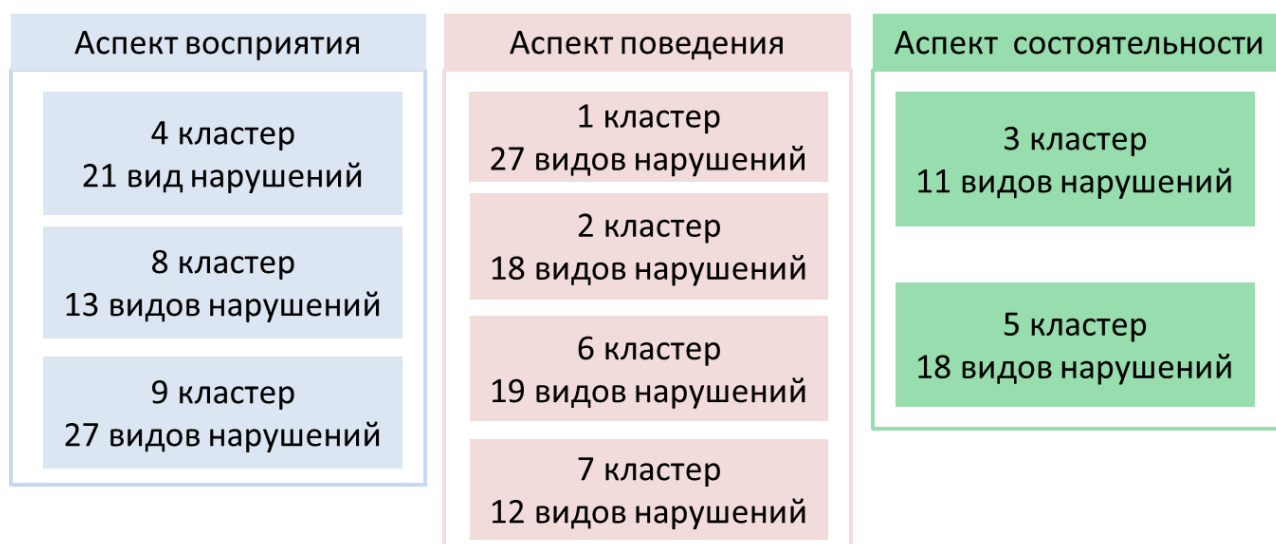 Аспект восприятия
4 кластер
21 вид нарушений
8 кластер
13 видов нарушений
9 кластер
27 видов нарушений
Аспект поведения
1 кластер
27 видов нарушений
2 кластер
18 видов нарушений
6 кластер
19 видов нарушений
7 кластер
12 видов нарушений
Аспект состоятельности
3 кластер
11 видов нарушений
5 кластер
18 видов нарушений